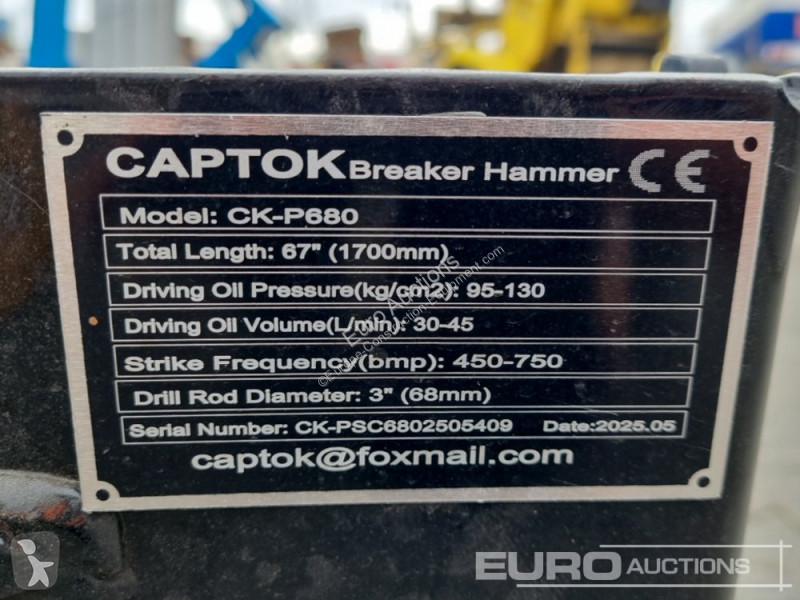 CAPTOK Breaker Hammer CE
Model: CK-P680
Total Length: 67" (1700mm)
Driving Oil Pressure(kg/cm2): 95-130
Driving Oil Volume(L/min): 30-45
Strike Frequency(bmp): 450-750
Drill Rod Diameter: 3" (68mm)
Serial Number: CK-PSC6802505409 Date:2025.05
captok@foxmail.com
Euro Auctions
EURO AUCTIONS